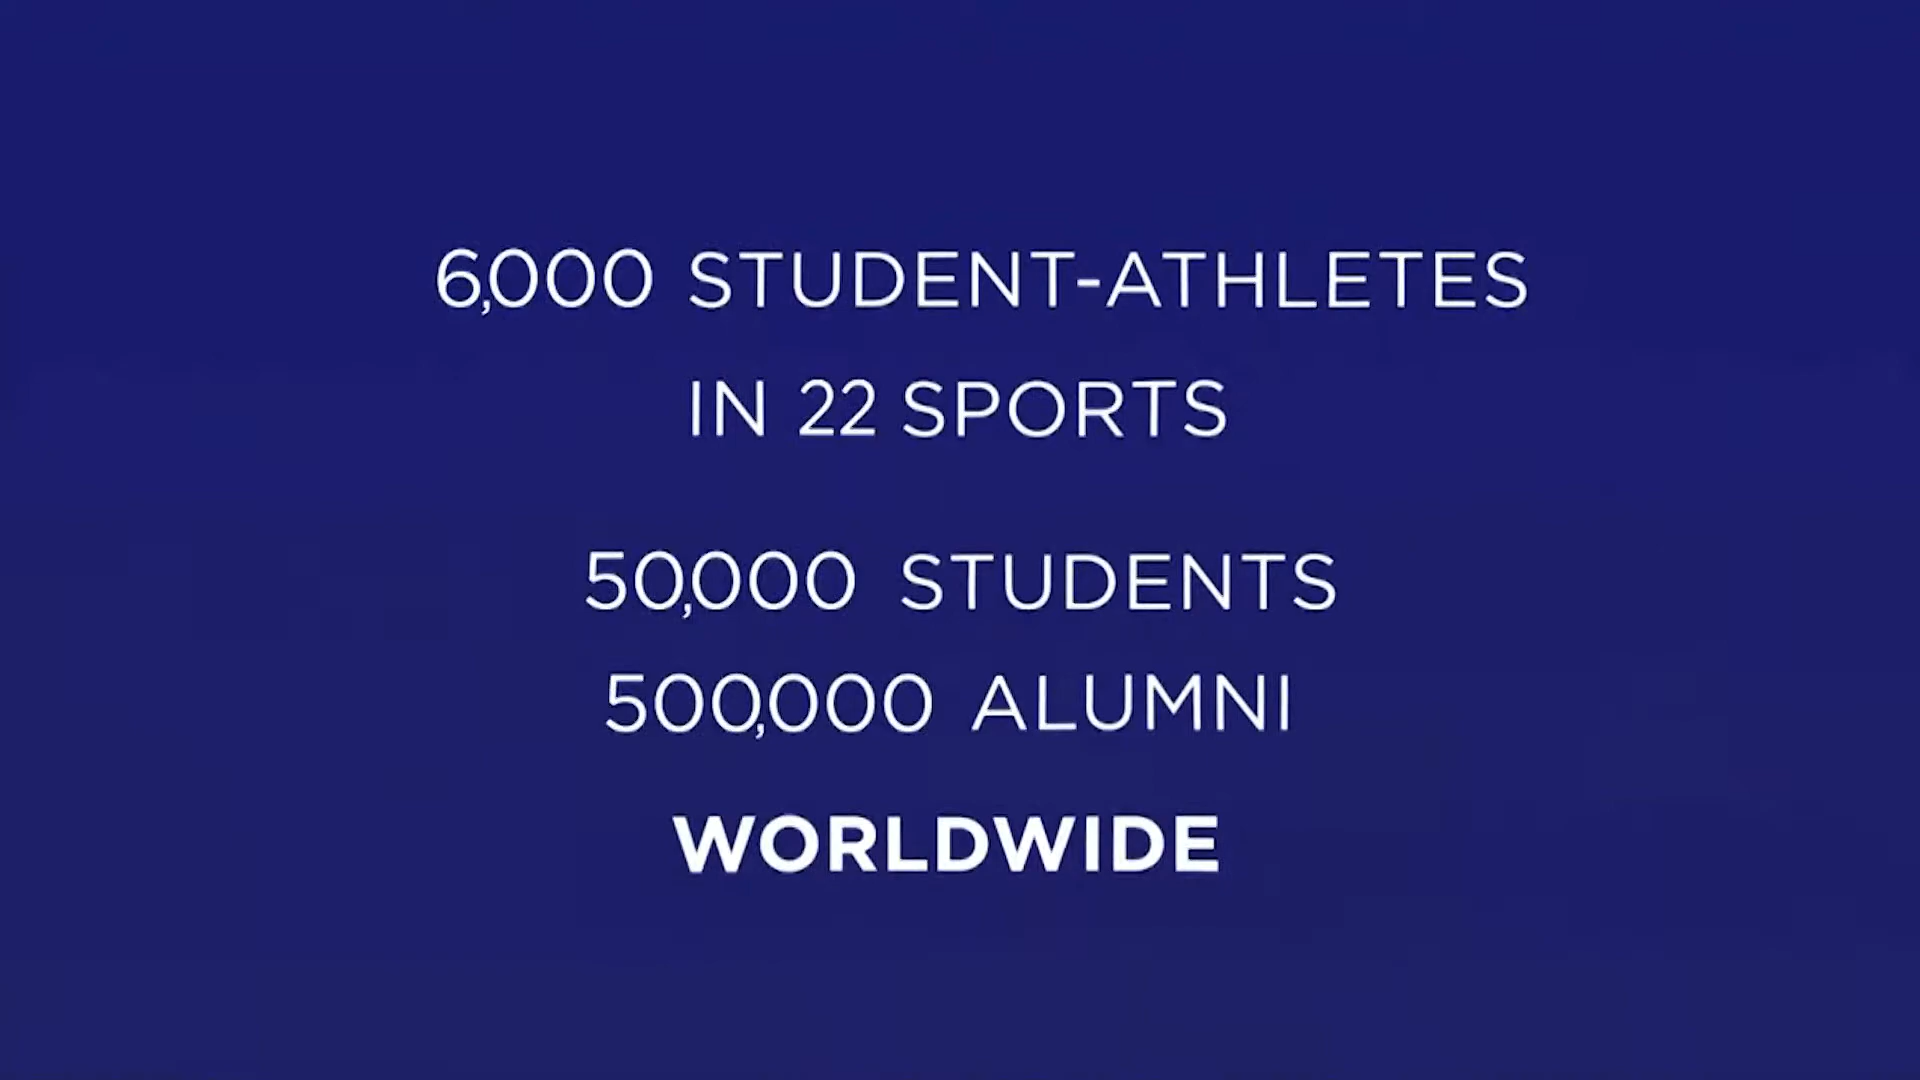 6,000 STUDENT-ATHLETES
IN 22 SPORTS
50,000 STUDENTS
500,000 ALUMNI
WORLDWIDE